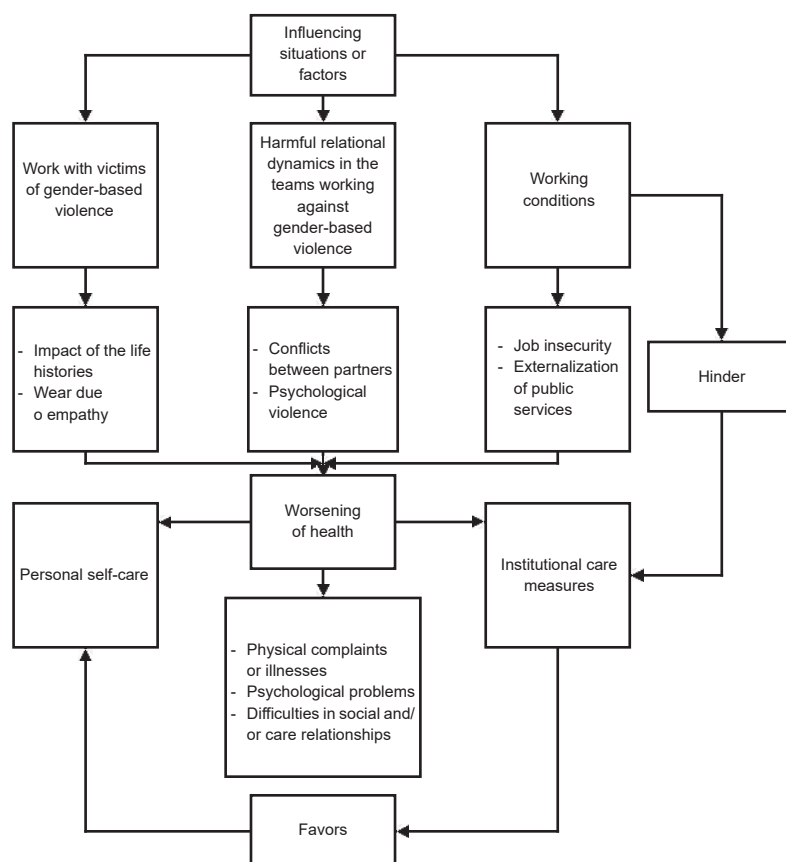 Influencing
situations or
factors
Work with victims
of gender-based
violence
Harmful relational
dynamics in the
teams working
against
gender-based
violence
Working
conditions
- Impact of the life
histories
- Wear due
o empathy
- Conflicts
between partners
- Psychological
violence
- Job insecurity
- Externalization
of public
services
Hinder
Personal self-care
Worsening
of health
Institutional care
measures
- Physical complaints
or illnesses
- Psychological problems
- Difficulties in social and/
or care relationships
Favors